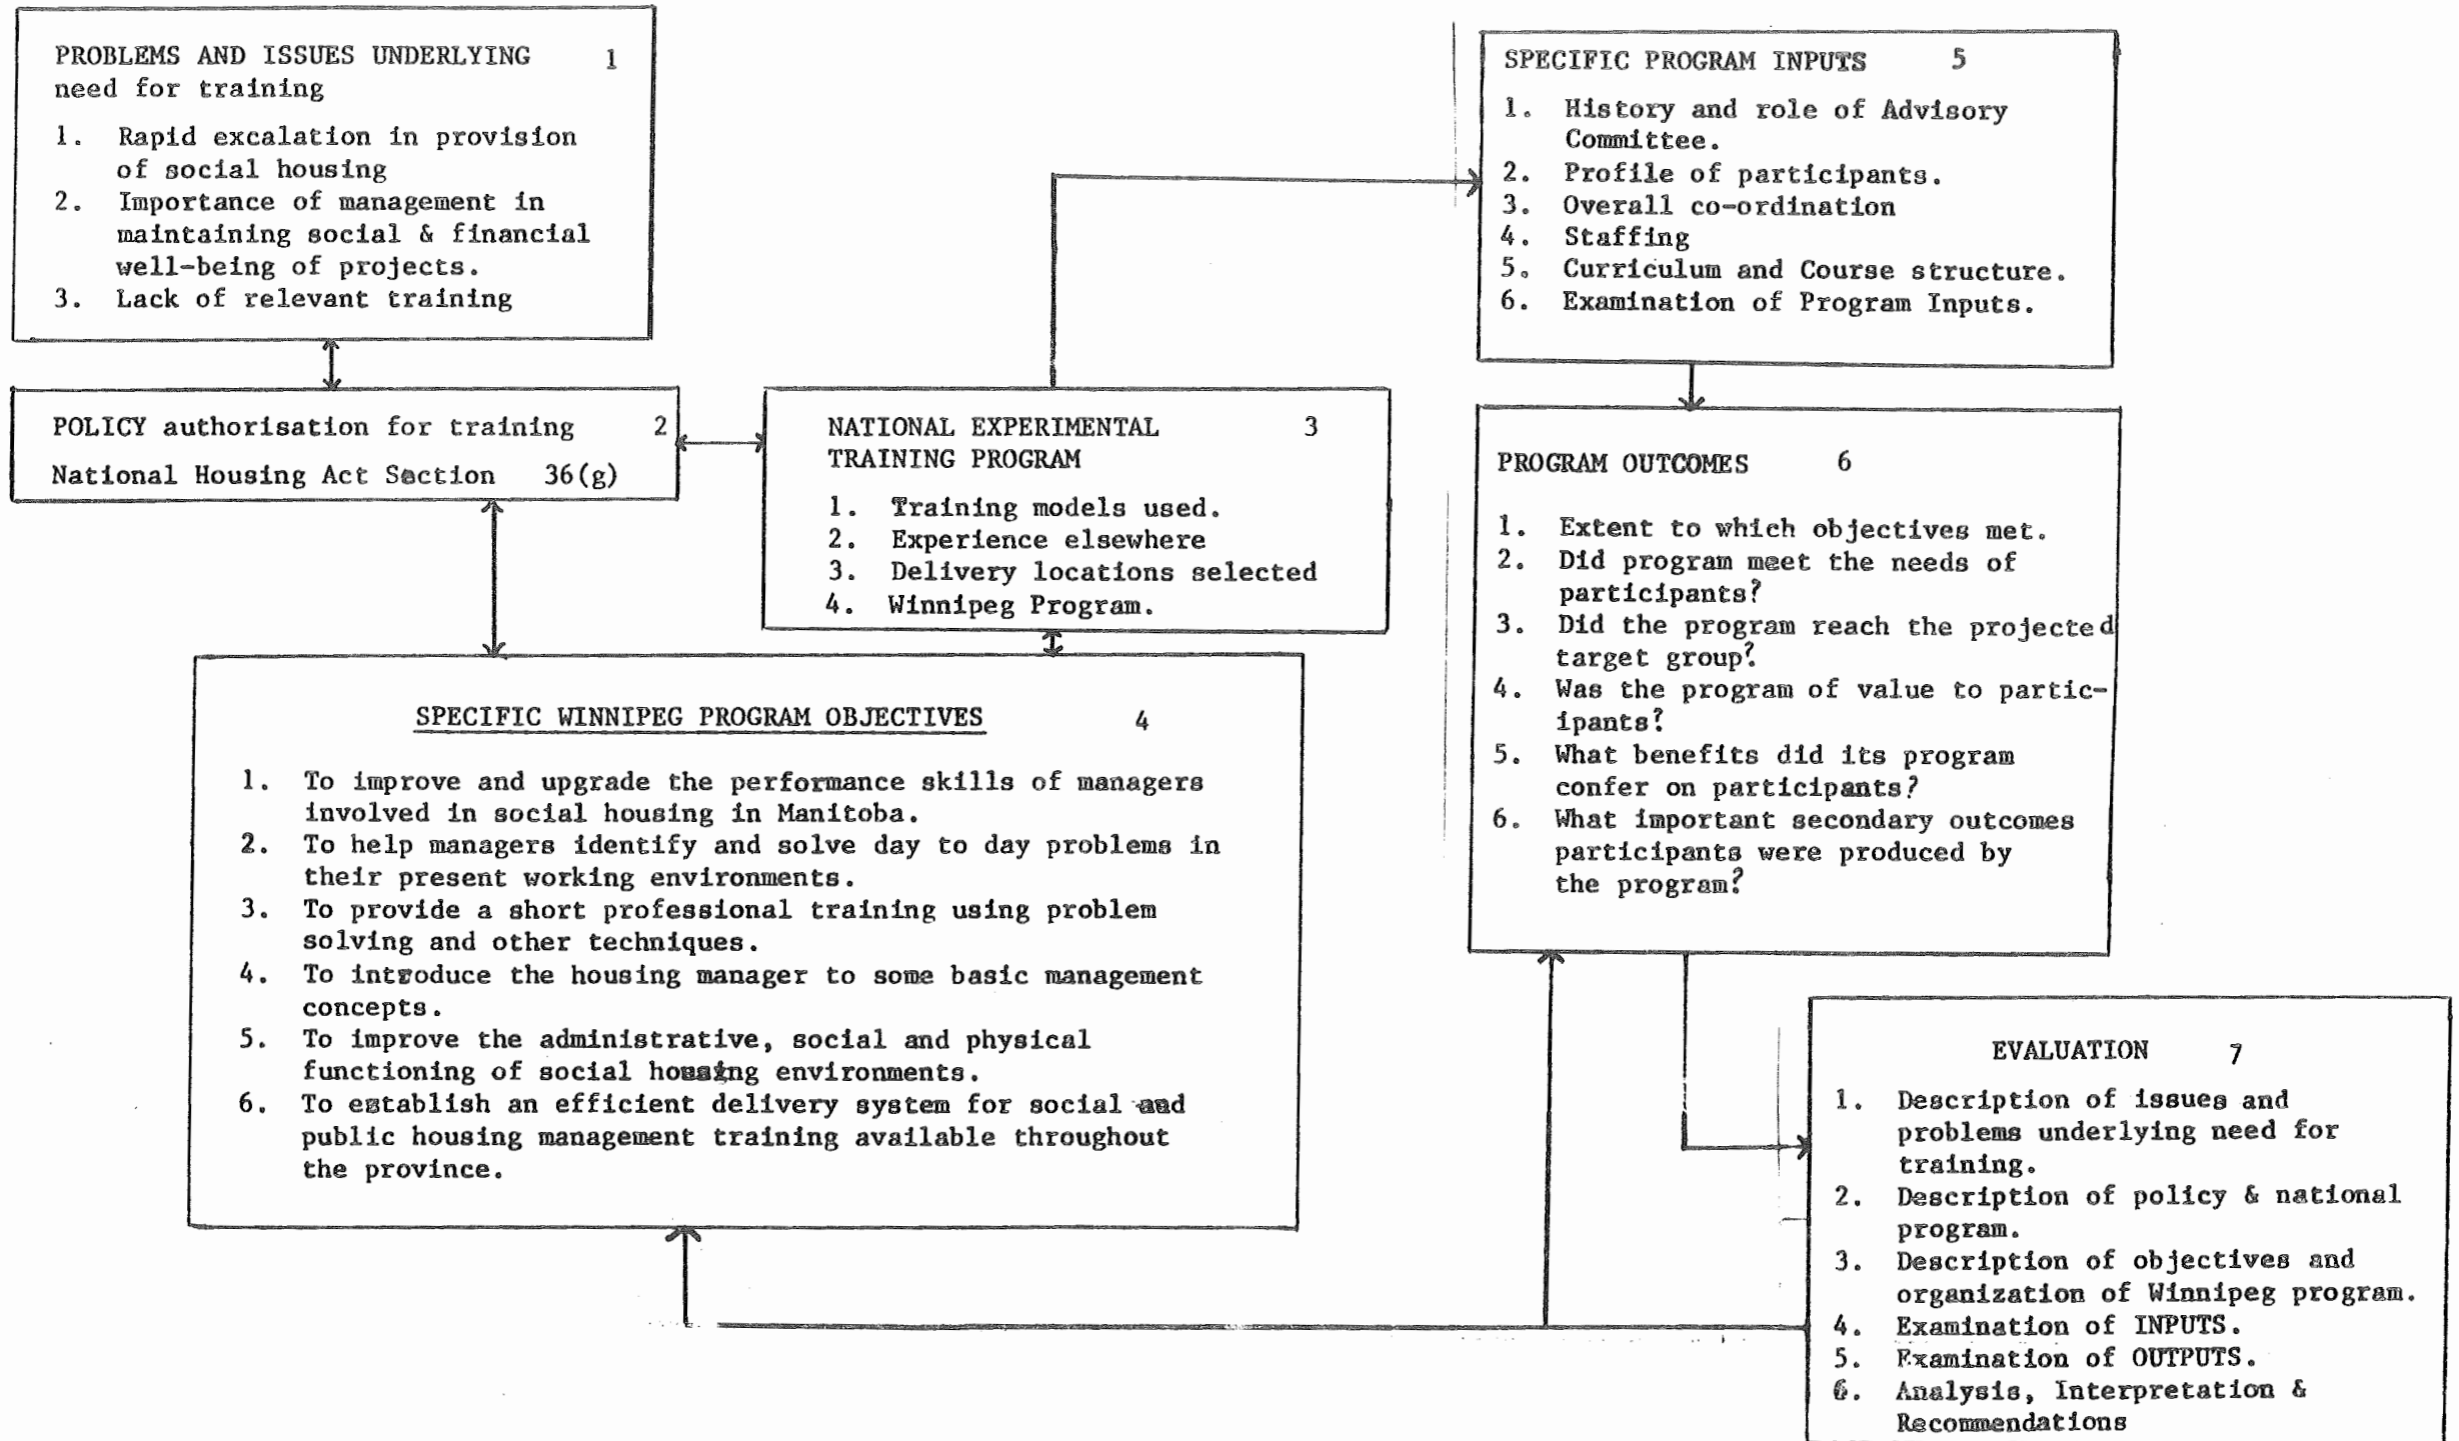 PROBLEMS AND ISSUES UNDERLYING 1
need for training
1. Rapid excalation in provision
of social housing
2. Importance of management in
maintaining social & financial
well-being of projects.
3. Lack of relevant training
POLICY authorisation for training 2
National Housing Act Section 36(g)
NATIONAL EXPERIMENTAL 3
TRAINING PROGRAM
1. Training models used.
2. Experience elsewhere
3. Delivery locations selected
4. Winnipeg Program.
SPECIFIC WINNIPEG PROGRAM OBJECTIVES 4
1. To improve and upgrade the performance skills of managers
involved in social housing in Manitoba.
2. To help managers identify and solve day to day problems in
their present working environments.
3. To provide a short professional training using problem
solving and other techniques.
4. To introduce the housing manager to some basic management
concepts.
5. To improve the administrative, social and physical
functioning of social housing environments.
6. To establish an efficient delivery system for social and
public housing management training available throughout
the province.
SPECIFIC PROGRAM INPUTS 5
1. History and role of Advisory
Committee.
2. Profile of participants.
3. Overall co-ordination
4. Staffing
5. Curriculum and Course structure.
6. Examination of Program Inputs.
PROGRAM OUTCOMES 6
1. Extent to which objectives met.
2. Did program meet the needs of
participants?
3. Did the program reach the projected
target group?
4. Was the program of value to partic-
ipants?
5. What benefits did its program
confer on participants?
6. What important secondary outcomes
participants were produced by
the program?
EVALUATION 7
1. Description of issues and
problems underlying need for
training.
2. Description of policy & national
program.
3. Description of objectives and
organization of Winnipeg program.
4. Examination of INPUTS.
5. Examination of OUTPUTS.
6. Analysis, Interpretation &
Recommendations